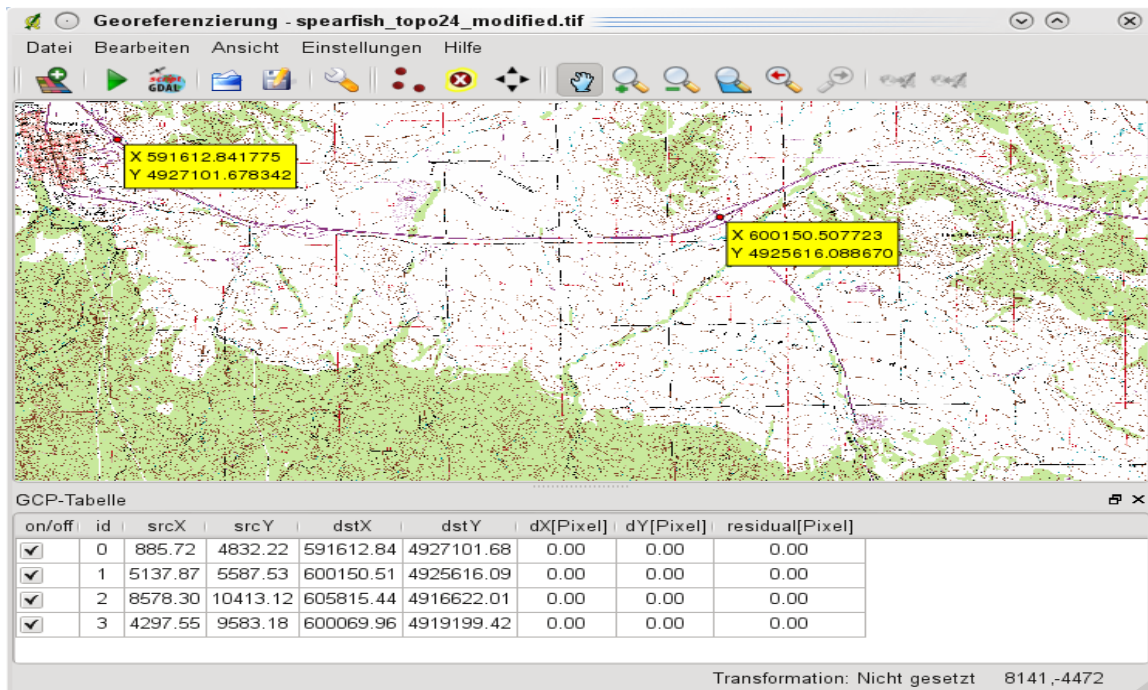 Georeferenzierung - spearfish_topo24_modified.tif
Datei Bearbeiten Ansicht Einstellungen Hilfe
script
GDAL
X 591612.841775
Y 4927101.678342
X 600150.507723
Y 4925616.088670
GCP-Tabelle
on/off id srcX srcY dstX dstY dX[Pixel] dY[Pixel] residual[Pixel]
0 885.72 4832.22 591612.84 4927101.68 0.00 0.00 0.00
1 5137.87 5587.53 600150.51 4925616.09 0.00 0.00 0.00
2 8578.30 10413.12 605815.44 4916622.01 0.00 0.00 0.00
3 4297.55 9583.18 600069.96 4919199.42 0.00 0.00 0.00
Transformation: Nicht gesetzt 8141,-4472